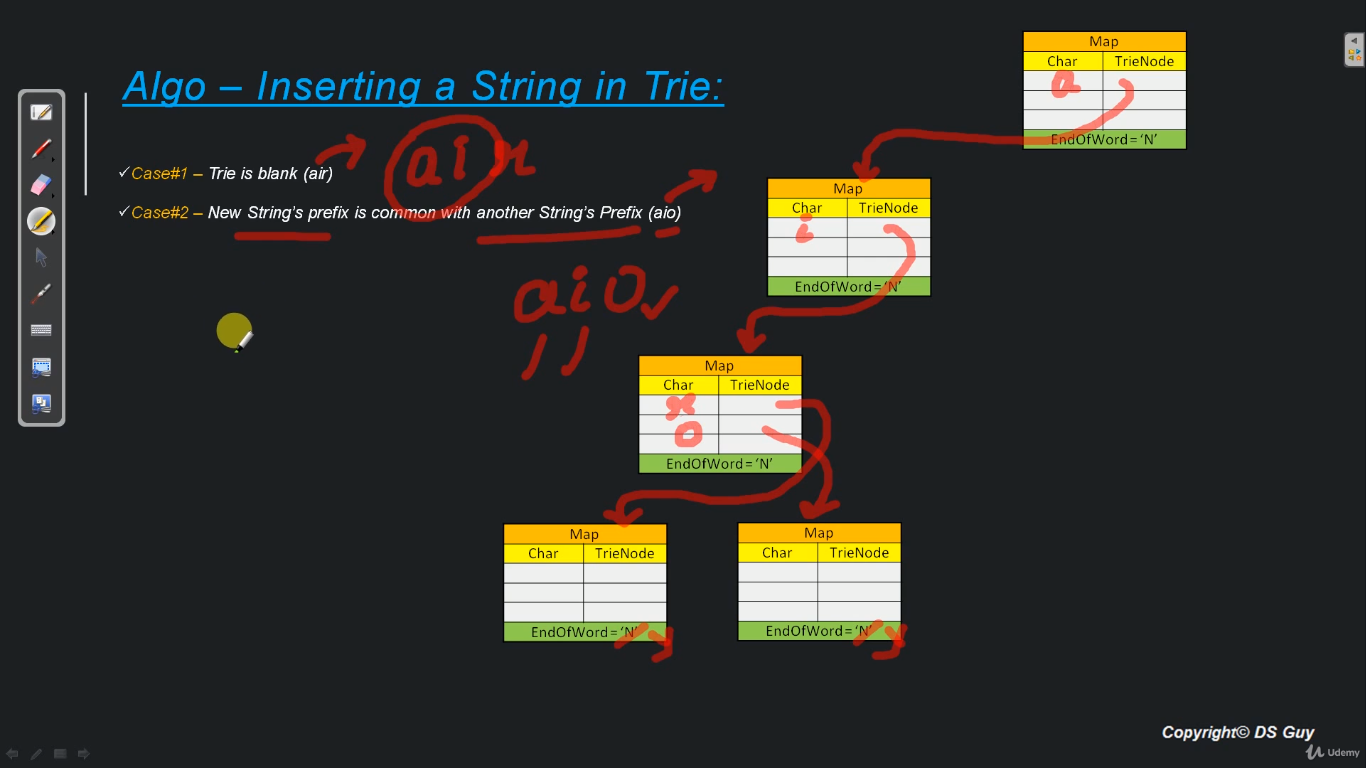 Algo – Inserting a String in Trie:
✓Case#1 – Trie is blank (air)
air
✓Case#2 – New String's prefix is common with another String's Prefix (aio)
aio
Map
Char TrieNode
a
EndOfWord = 'N'
Map
Char TrieNode
i
EndOfWord = 'N'
Map
Char TrieNode
r
o
EndOfWord = 'N'
Map
Char TrieNode
EndOfWord = 'N' y
Map
Char TrieNode
EndOfWord = 'N' y
Copyright© DS Guy
Udemy